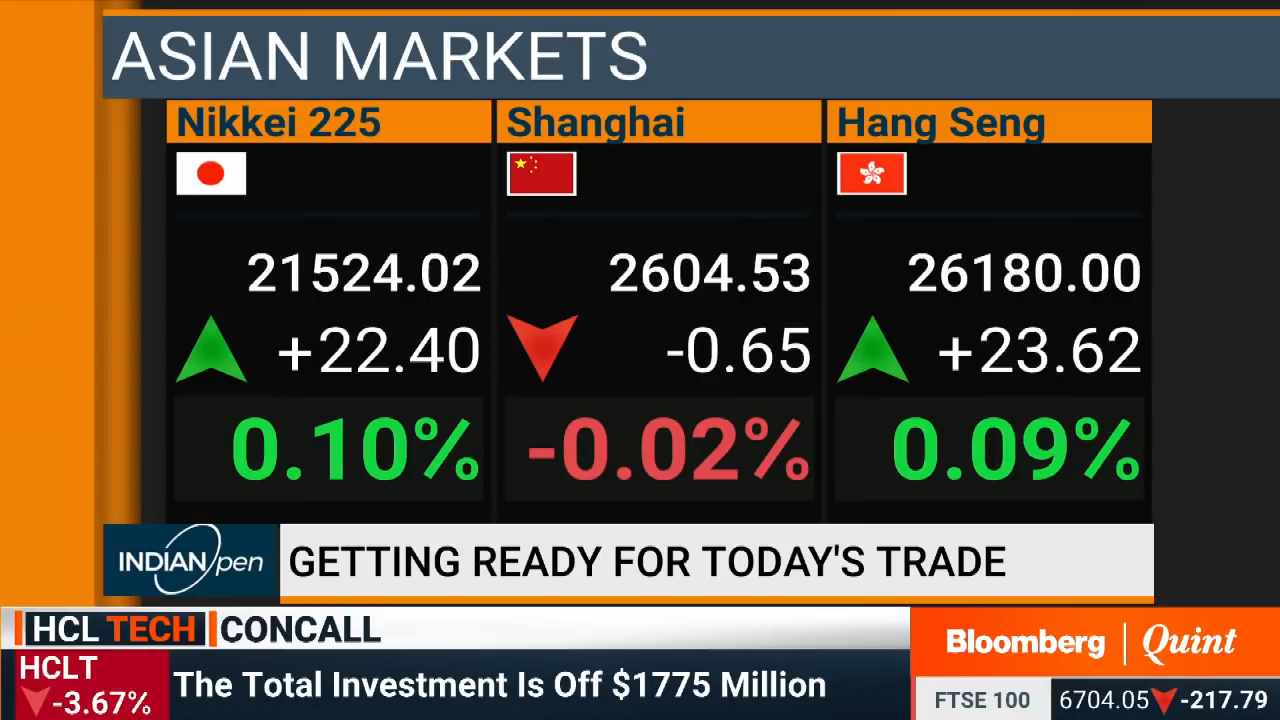 ASIAN MARKETS
Nikkei 225
21524.02
+22.40
0.10%
Shanghai
2604.53
-0.65
-0.02%
Hang Seng
26180.00
+23.62
0.09%
INDIAN Open
GETTING READY FOR TODAY'S TRADE
HCL TECH CONCALL
HCLT
-3.67%
The Total Investment Is Off $1775 Million
Bloomberg | Quint
FTSE 100 6704.05 -217.79